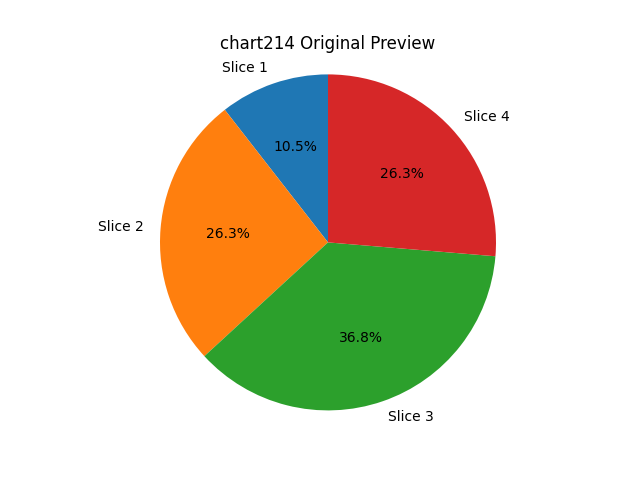 chart214 Original Preview
Slice 1
Slice 4
10.5%
26.3%
Slice 2
26.3%
36.8%
Slice 3